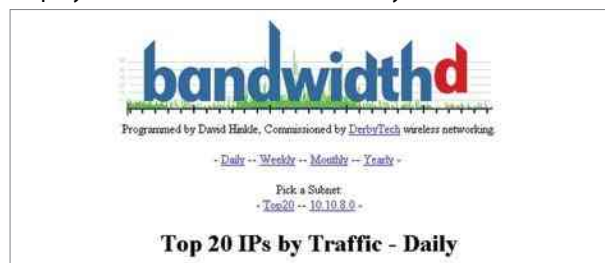 bandwidthd
Programmed by David Hinkle, Commissioned by DerbyTech wireless networking.
- Daily -- Weekly -- Monthly -- Yearly -
Pick a Subnet:
- Top20 -- 10.10.8.0 -
Top 20 IPs by Traffic - Daily